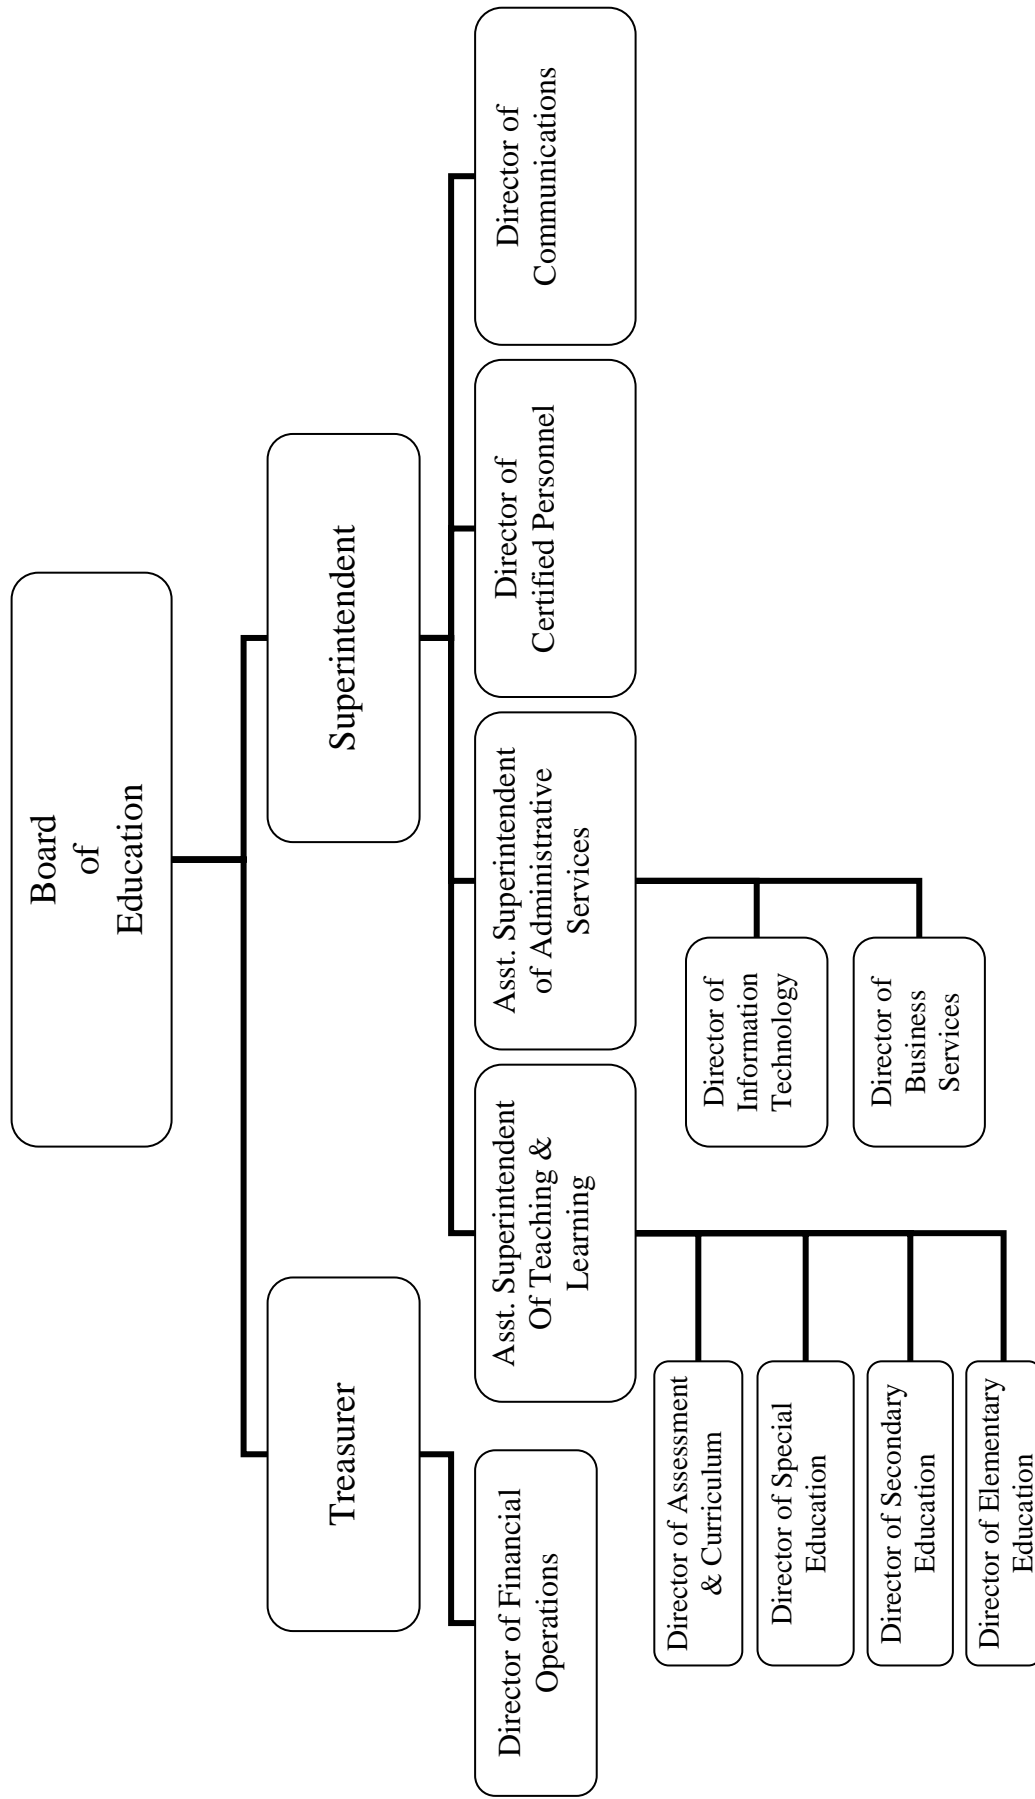 Board
of
Education
Treasurer
Superintendent
Director of Financial
Operations
Asst. Superintendent
Of Teaching &
Learning
Asst. Superintendent
of Administrative
Services
Director of
Certified Personnel
Director of
Communications
Director of Assessment
& Curriculum
Director of Special
Education
Director of Secondary
Education
Director of Elementary
Education
Director of
Information
Technology
Director of
Business
Services